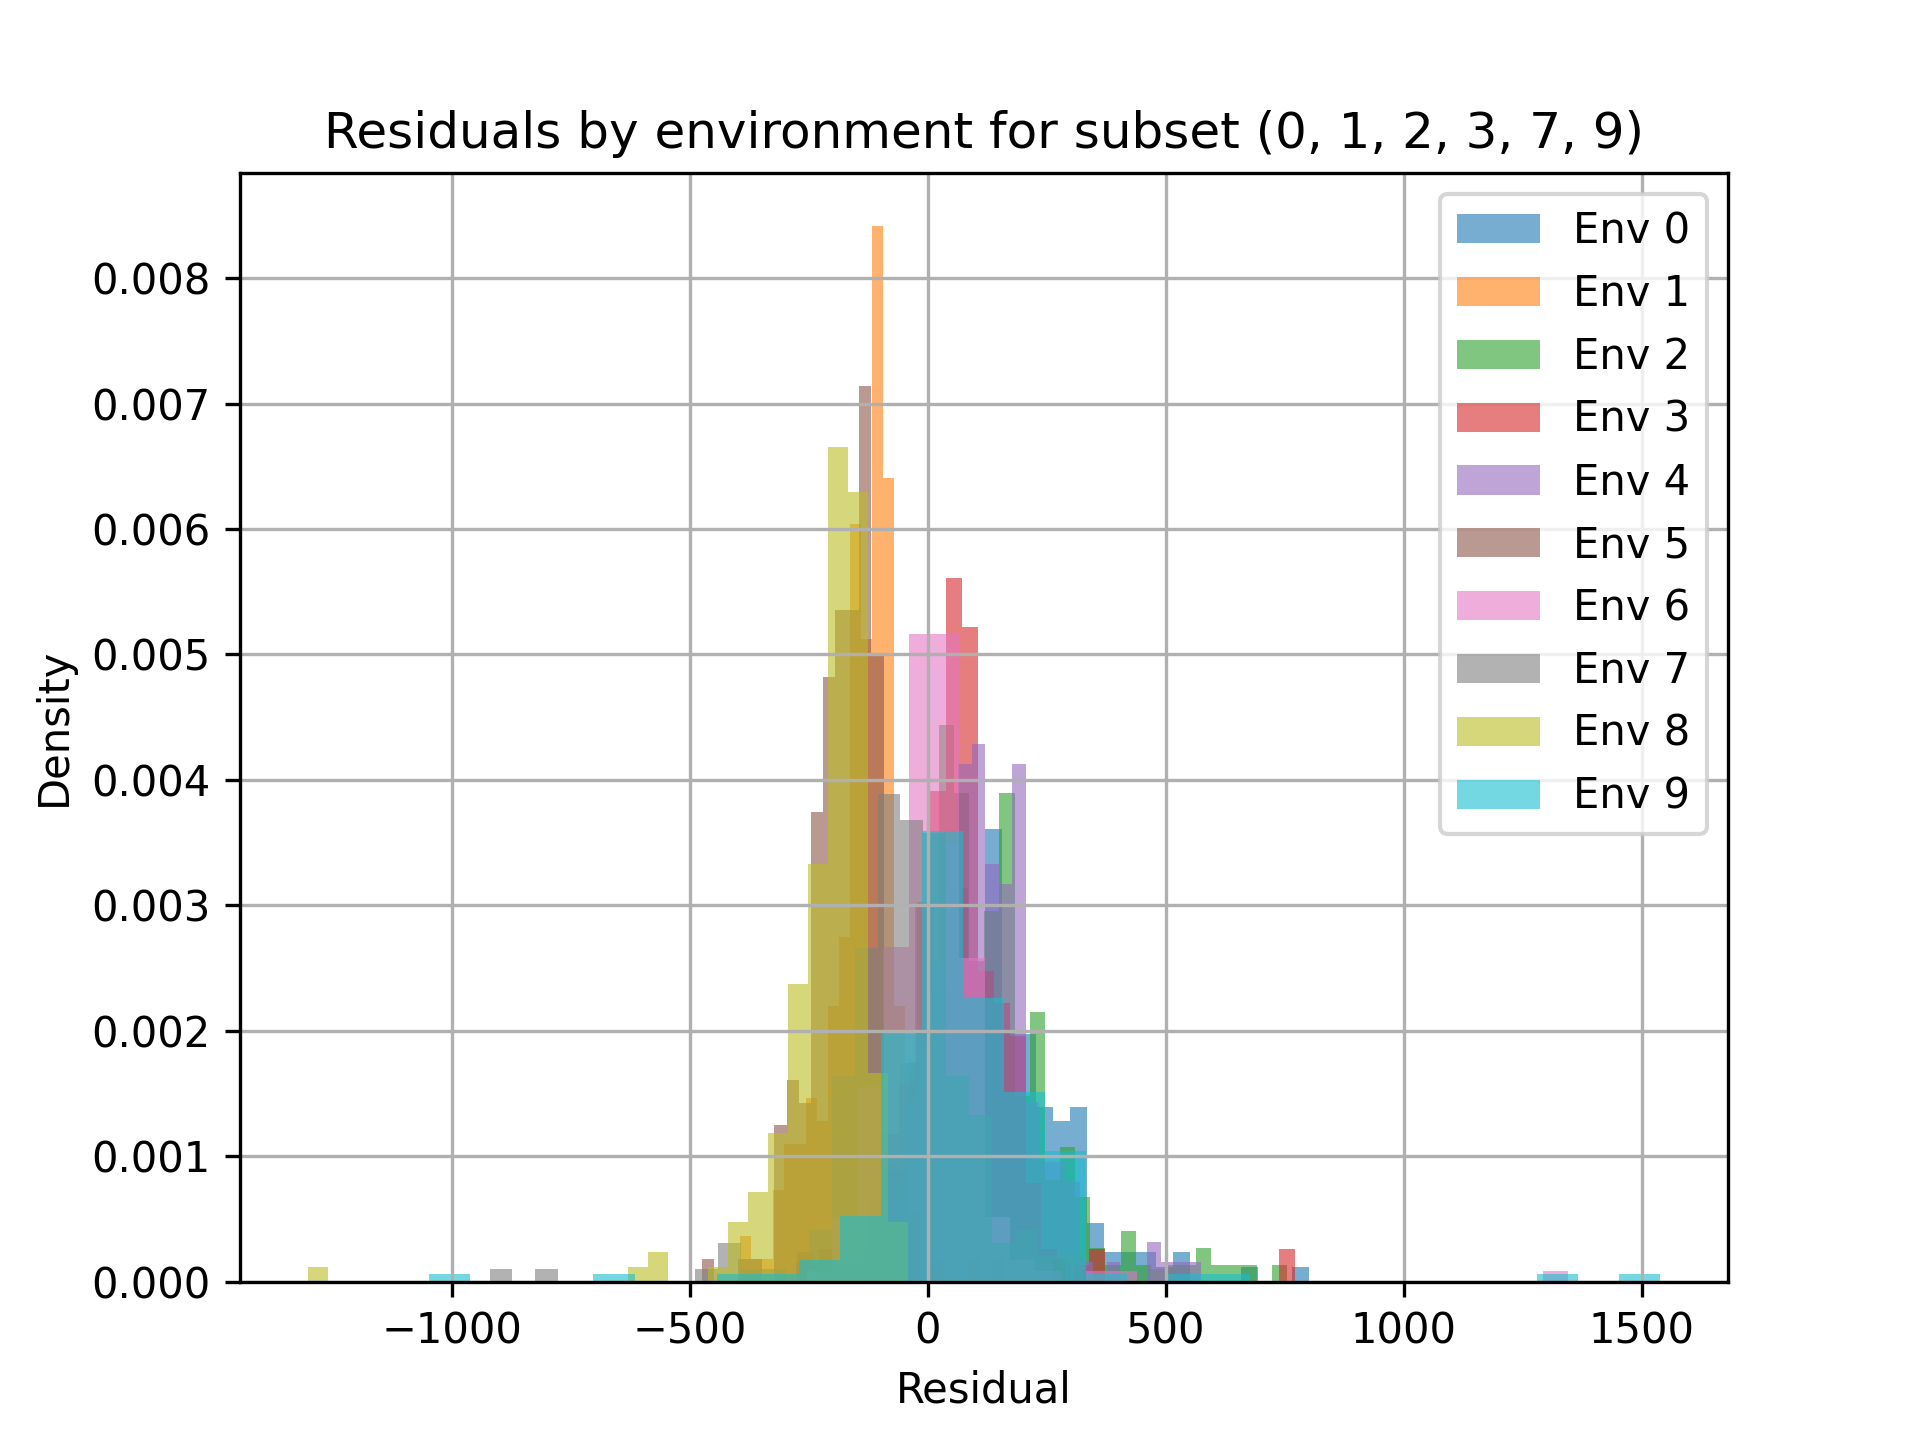 Residuals by environment for subset (0, 1, 2, 3, 7, 9)
Env 0
Env 1
Env 2
Env 3
Env 4
Env 5
Env 6
Env 7
Env 8
Env 9
Density
0.008
0.007
0.006
0.005
0.004
0.003
0.002
0.001
0.000
−1000 −500 0 500 1000 1500
Residual